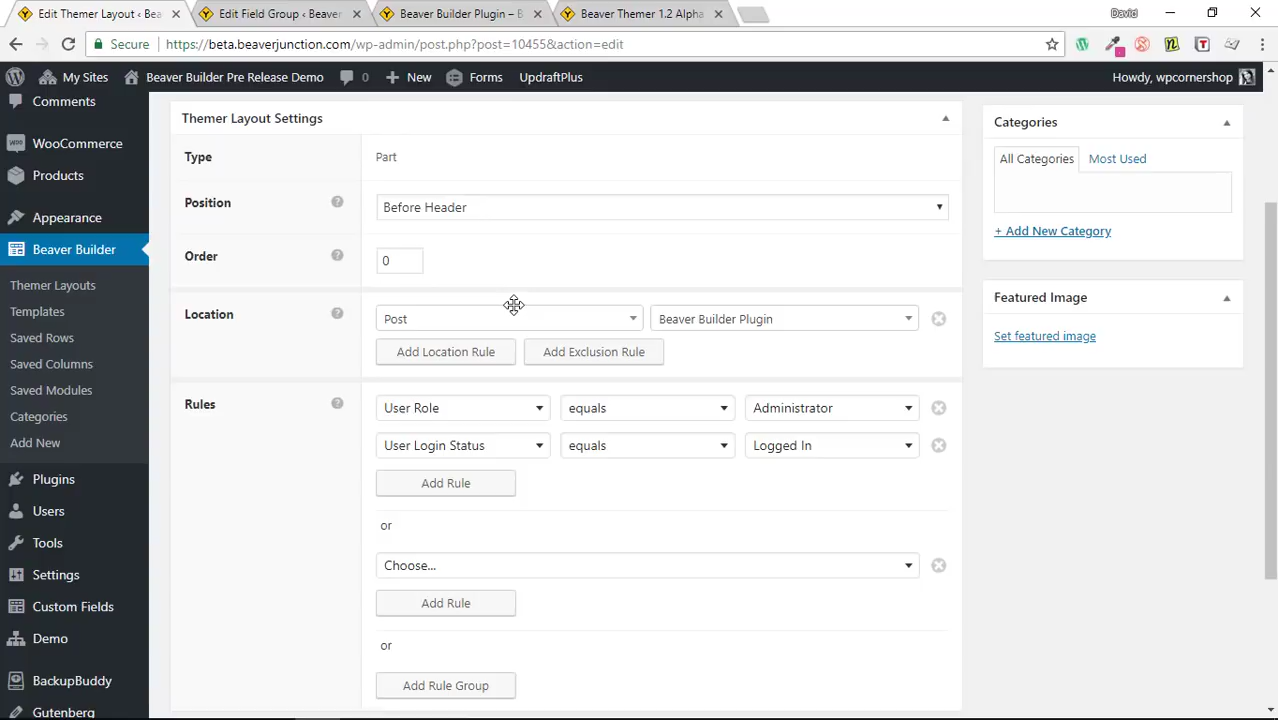 Edit Themer Layout ‹ Bea
Edit Field Group ‹ Beaver
Beaver Builder Plugin – B
Beaver Themer 1.2 Alpha
David
Secure
https://beta.beaverjunction.com/wp-admin/post.php?post=10455&action=edit
My Sites
Beaver Builder Pre Release Demo
0
New
Forms
UpdraftPlus
Howdy, wpcornershop
Comments
WooCommerce
Products
Appearance
Beaver Builder
Themer Layouts
Templates
Saved Rows
Saved Columns
Saved Modules
Categories
Add New
Plugins
Users
Tools
Settings
Custom Fields
Demo
BackupBuddy
Gutenberg
Themer Layout Settings
Type
Part
Position
?
Before Header
Order
?
0
Location
?
Post
Beaver Builder Plugin
Add Location Rule
Add Exclusion Rule
Rules
?
User Role
equals
Administrator
User Login Status
equals
Logged In
Add Rule
or
Choose...
Add Rule
or
Add Rule Group
Categories
All Categories
Most Used
+ Add New Category
Featured Image
Set featured image